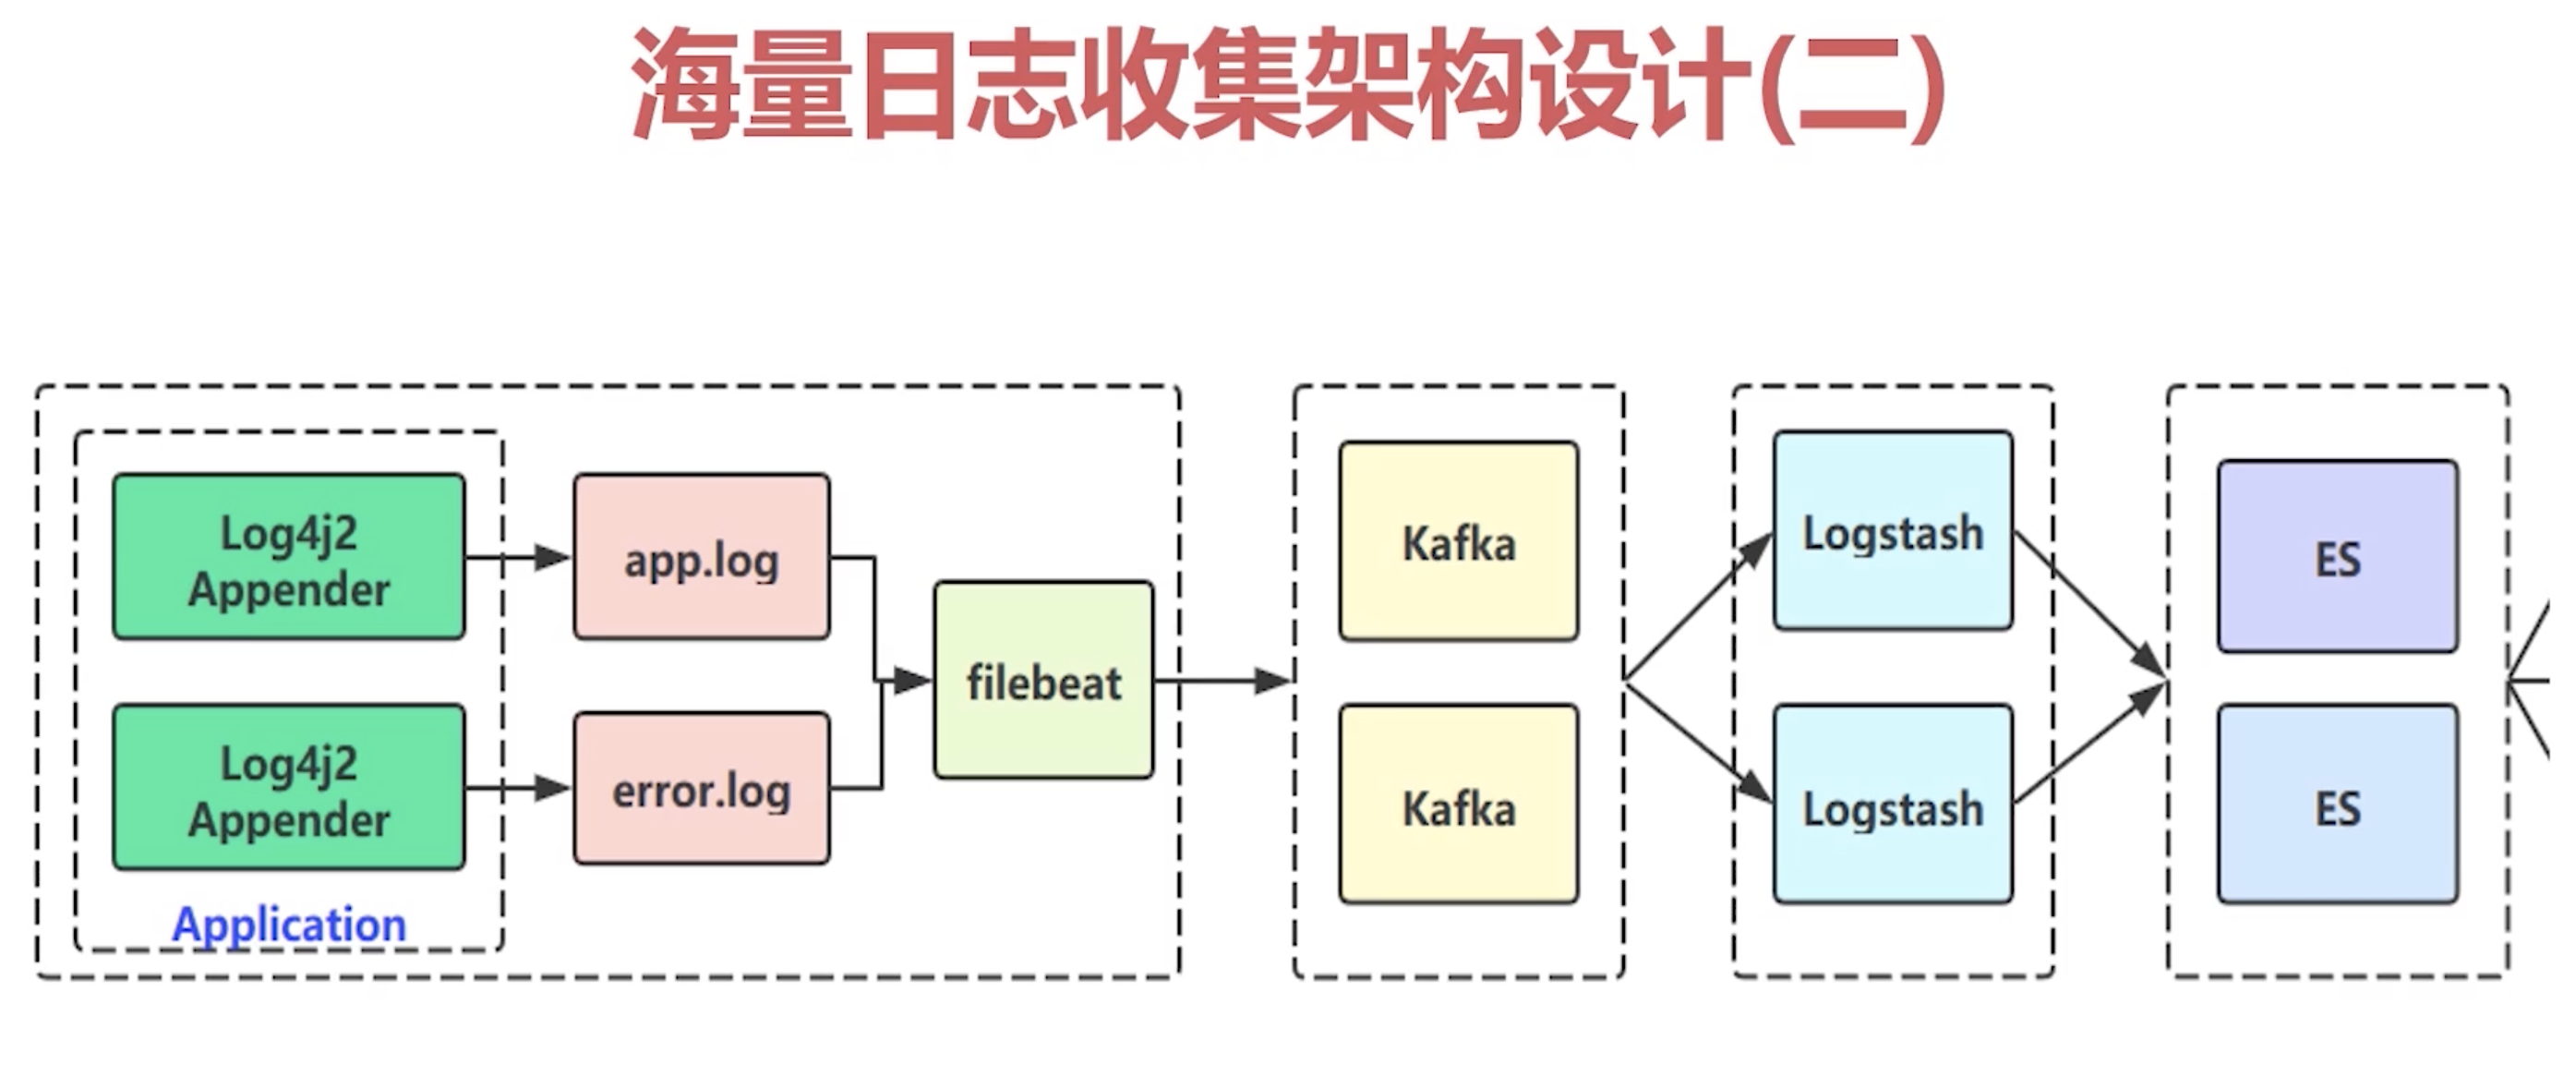 海量日志收集架构设计(二)
Log4j2
Appender
app.log
Log4j2
Appender
error.log
Application
filebeat
Kafka
Kafka
Logstash
Logstash
ES
ES